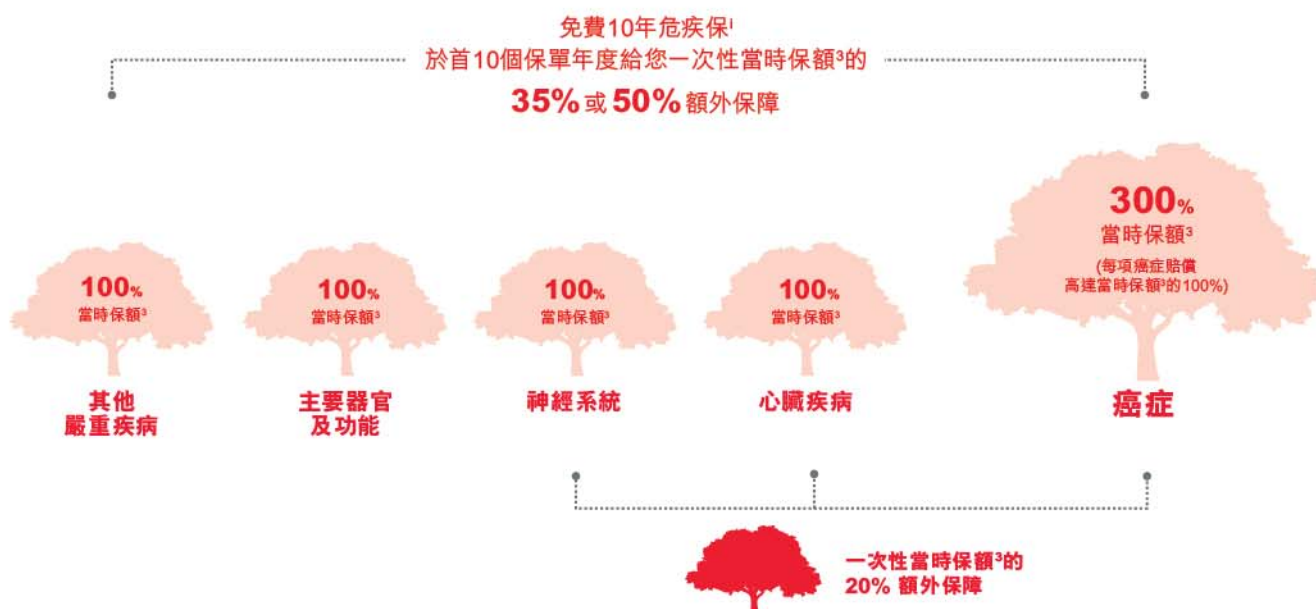 免費10年危疾保¹
於首10個保單年度給您一次性當時保額³的
35% 或 50% 額外保障
300%
當時保額³
(每項癌症賠償
高達當時保額³的100%)
100%
當時保額³
100%
當時保額³
100%
當時保額³
100%
當時保額³
其他
嚴重疾病
主要器官
及功能
神經系統
心臟疾病
癌症
一次性當時保額³的
20% 額外保障